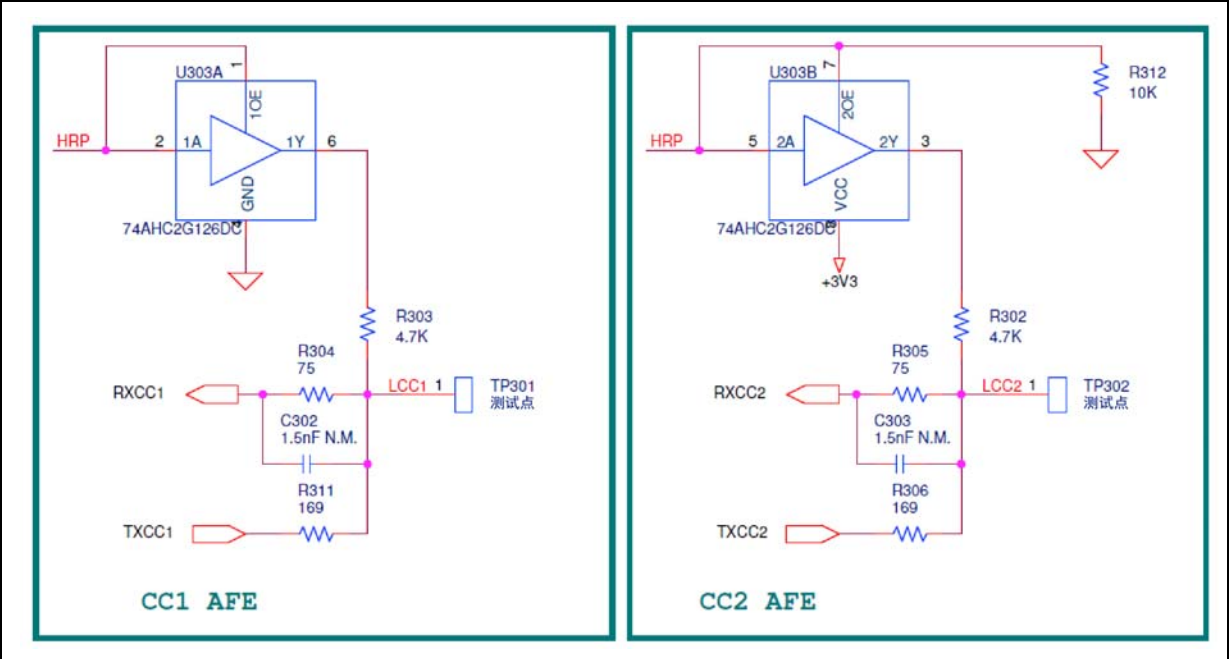 U303A
1
1OE
HRP
2
1A
1Y
6
GND
4
74AHC2G126DC
R303
4.7K
R304
75
RXCC1
LCC1
1
TP301
测试点
C302
1.5nF N.M.
R311
169
TXCC1
CC1 AFE
U303B
7
2OE
R312
10K
HRP
5
2A
2Y
3
VCC
8
74AHC2G126DC
+3V3
R302
4.7K
R305
75
RXCC2
LCC2
1
TP302
测试点
C303
1.5nF N.M.
R306
169
TXCC2
CC2 AFE